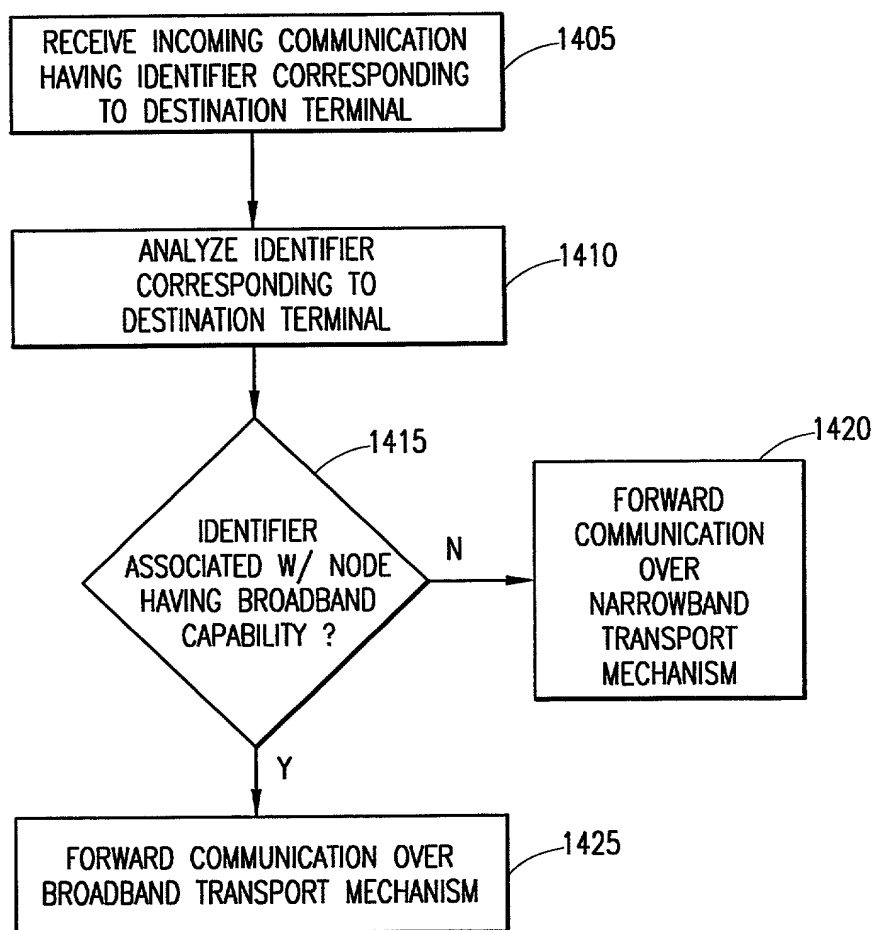 RECEIVE INCOMING COMMUNICATION
HAVING IDENTIFIER CORRESPONDING
TO DESTINATION TERMINAL
1405
ANALYZE IDENTIFIER
CORRESPONDING TO
DESTINATION TERMINAL
1410
1415
IDENTIFIER
ASSOCIATED W/ NODE
HAVING BROADBAND
CAPABILITY ?
N
1420
FORWARD
COMMUNICATION
OVER
NARROWBAND
TRANSPORT
MECHANISM
Y
FORWARD COMMUNICATION OVER
BROADBAND TRANSPORT MECHANISM
1425